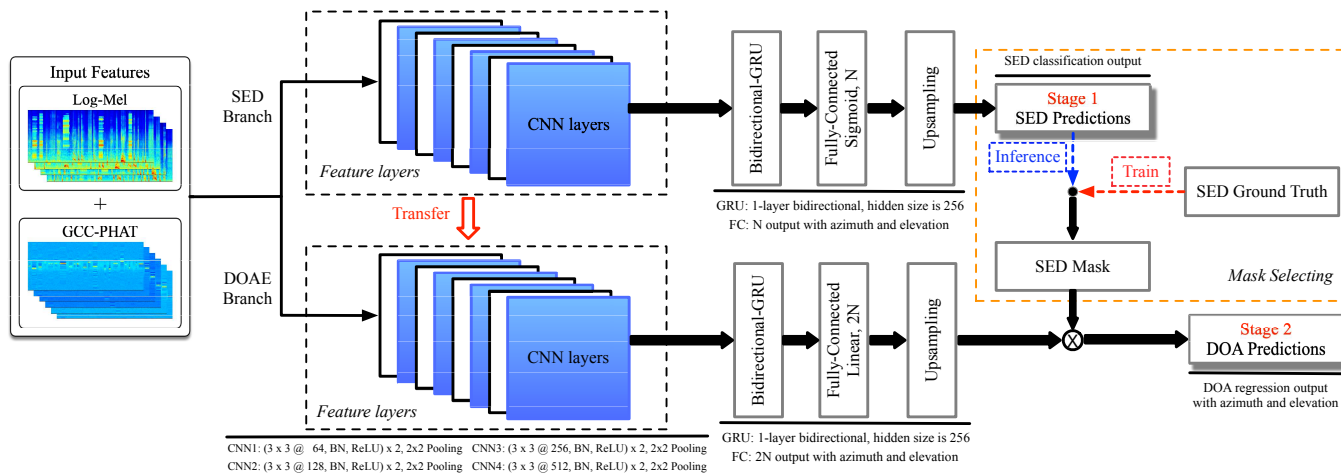 Input Features
Log-Mel
+
GCC-PHAT
SED
Branch
DOAE
Branch
CNN layers
Feature layers
Transfer
CNN layers
Feature layers
CNN1: (3 x 3 @ 64, BN, ReLU) x 2, 2x2 Pooling
CNN3: (3 x 3 @ 256, BN, ReLU) x 2, 2x2 Pooling
CNN2: (3 x 3 @ 128, BN, ReLU) x 2, 2x2 Pooling
CNN4: (3 x 3 @ 512, BN, ReLU) x 2, 2x2 Pooling
Bidirectional-GRU
Fully-Connected
Sigmoid, N
Upsampling
GRU: 1-layer bidirectional, hidden size is 256
FC: N output with azimuth and elevation
Bidirectional-GRU
Fully-Connected
Linear, 2N
Upsampling
GRU: 1-layer bidirectional, hidden size is 256
FC: 2N output with azimuth and elevation
SED classification output
Stage 1
SED Predictions
Inference
Train
SED Ground Truth
SED Mask
Mask Selecting
Stage 2
DOA Predictions
DOA regression output
with azimuth and elevation